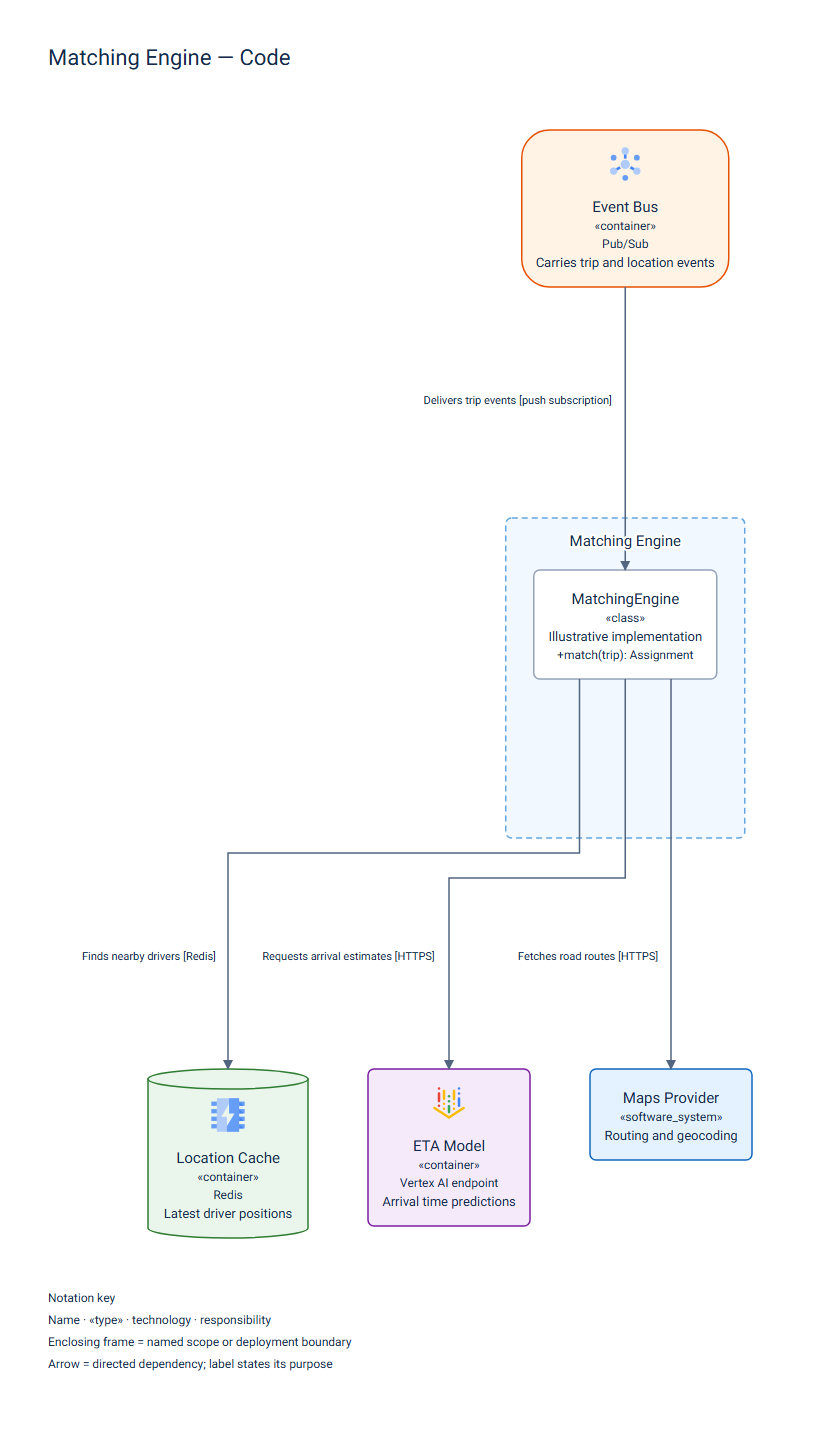 Matching Engine — Code
Event Bus
«container»
Pub/Sub
Carries trip and location events
Delivers trip events [push subscription]
Matching Engine
MatchingEngine
«class»
Illustrative implementation
+match(trip): Assignment
Finds nearby drivers [Redis]
Requests arrival estimates [HTTPS]
Fetches road routes [HTTPS]
Location Cache
«container»
Redis
Latest driver positions
ETA Model
«container»
Vertex AI endpoint
Arrival time predictions
Maps Provider
«software_system»
Routing and geocoding
Notation key
Name · «type» · technology · responsibility
Enclosing frame = named scope or deployment boundary
Arrow = directed dependency; label states its purpose